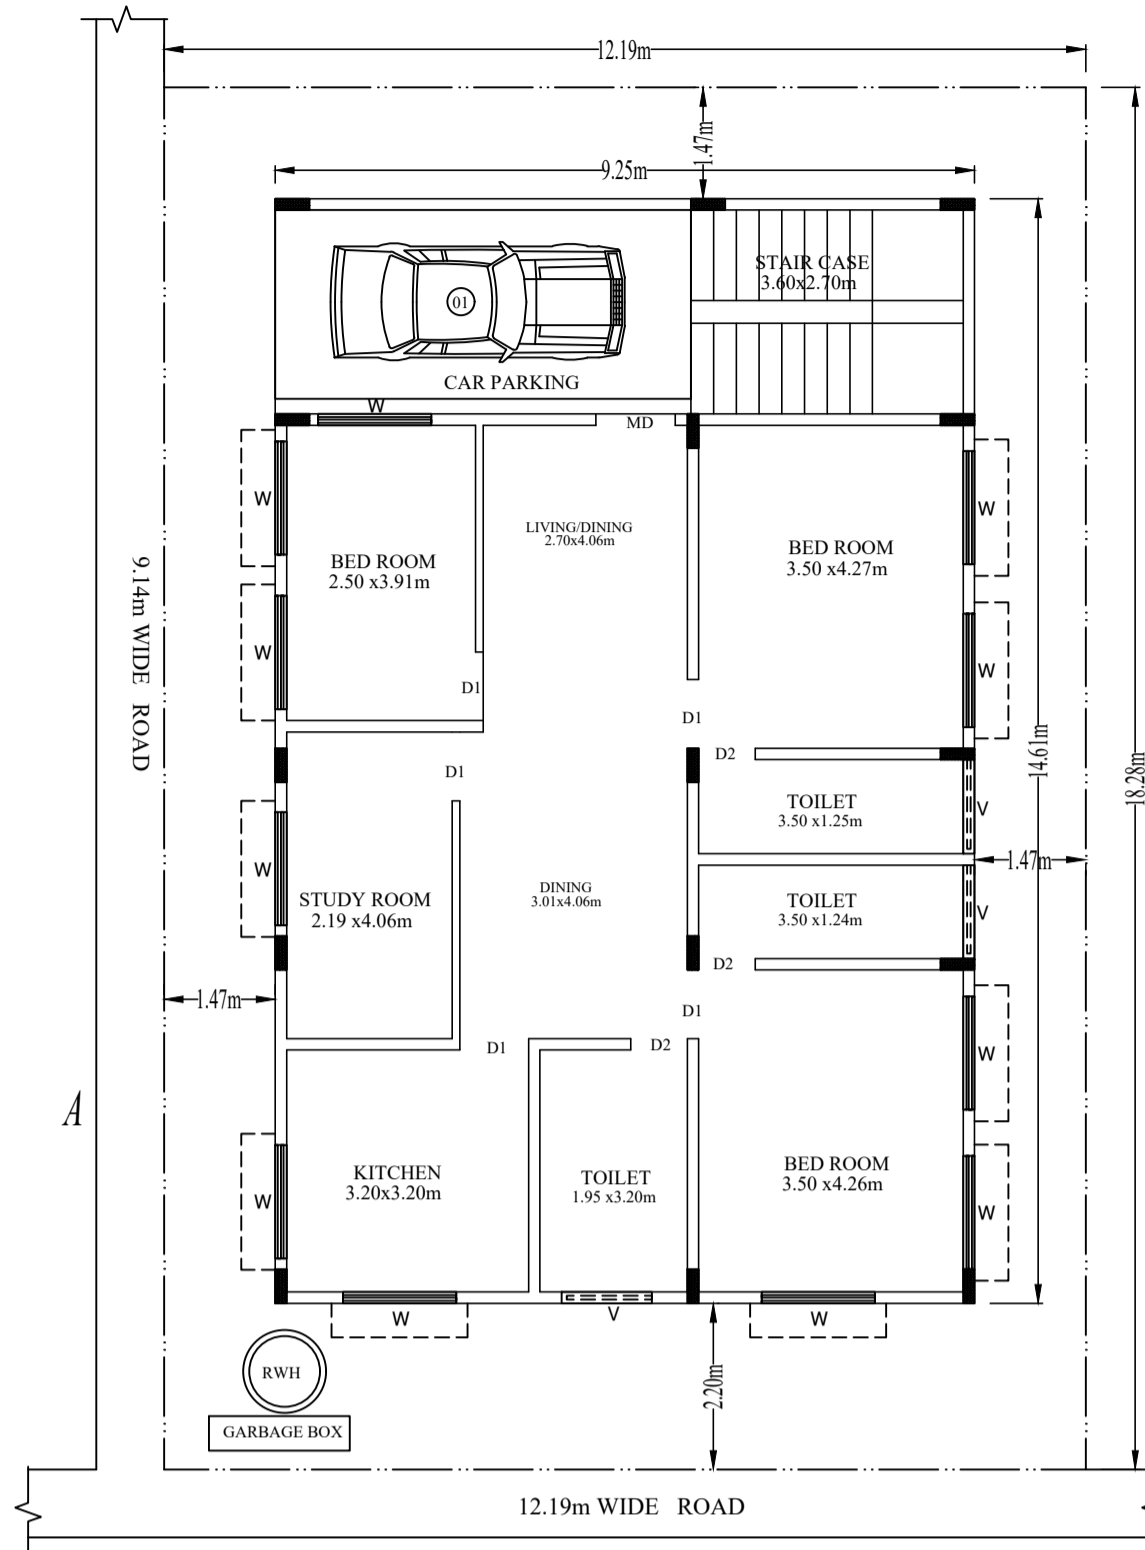 12.19m
1.47m
9.25m
STAIR CASE
3.60x2.70m
01
CAR PARKING
W
MD
W
W
LIVING/DINING
2.70x4.06m
BED ROOM
3.50 x4.27m
BED ROOM
2.50 x3.91m
9.14m WIDE ROAD
W
W
D1
D1
14.61m
18.28m
D2
D1
TOILET
3.50 x1.25m
V
1.47m
W
DINING
3.01x4.06m
STUDY ROOM
2.19 x4.06m
TOILET
3.50 x1.24m
V
D2
1.47m
D1
D1
D2
W
A
BED ROOM
3.50 x4.26m
KITCHEN
3.20x3.20m
TOILET
1.95 x3.20m
W
W
W
V
W
RWH
2.20m
GARBAGE BOX
12.19m WIDE ROAD